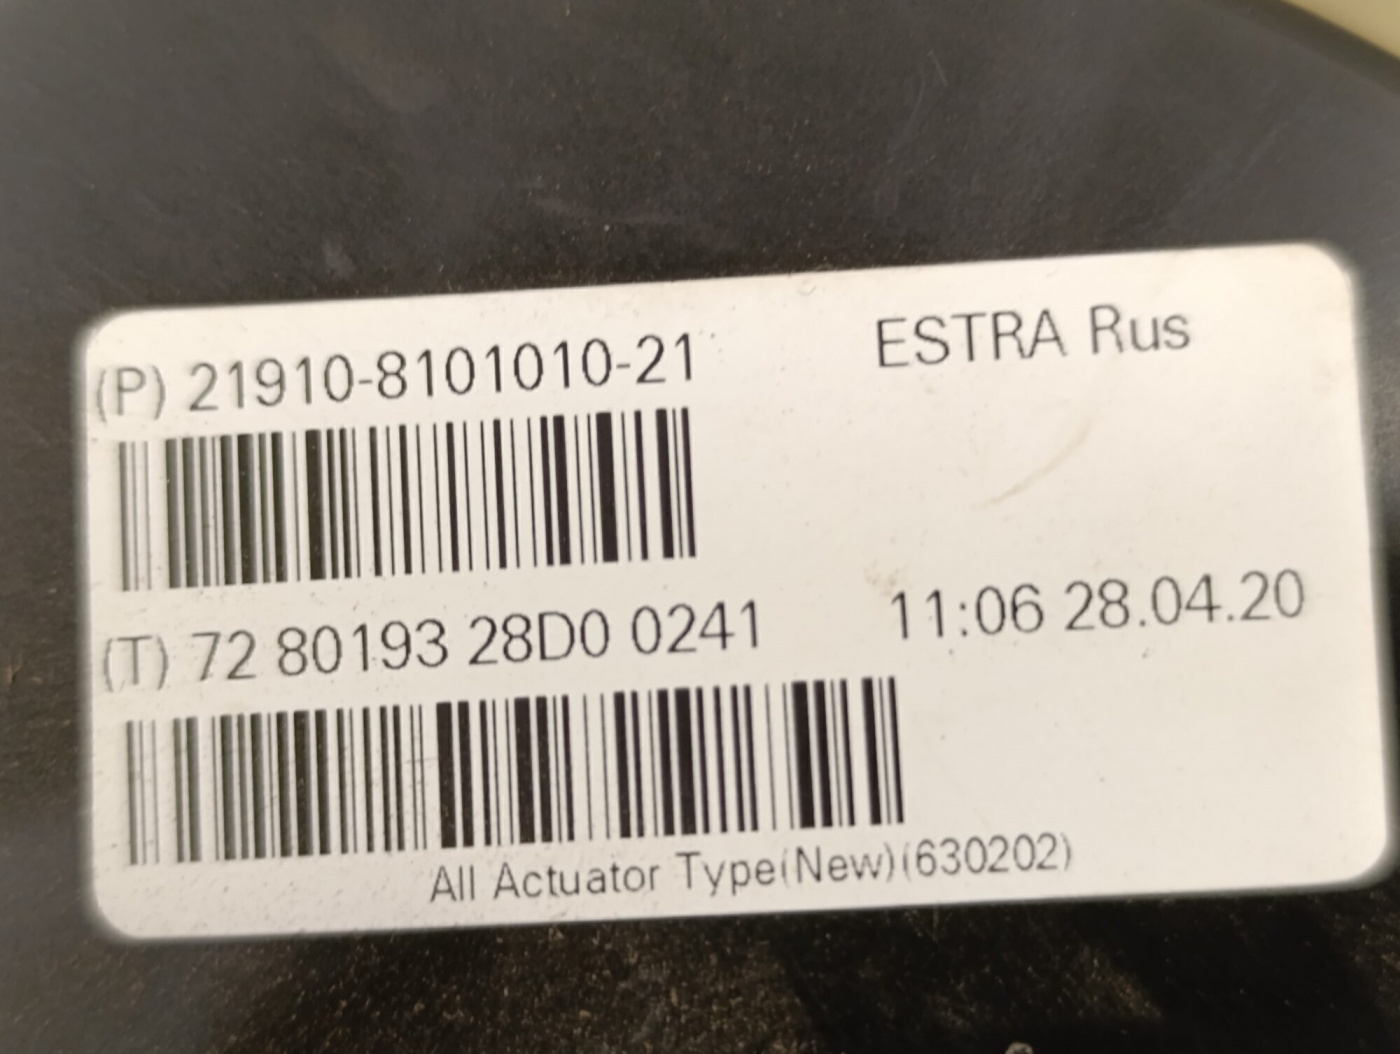 (P) 21910-8101010-21
ESTRA Rus
(T) 72 80193 28D0 0241
11:06 28.04.20
All Actuator Type(New)(630202)